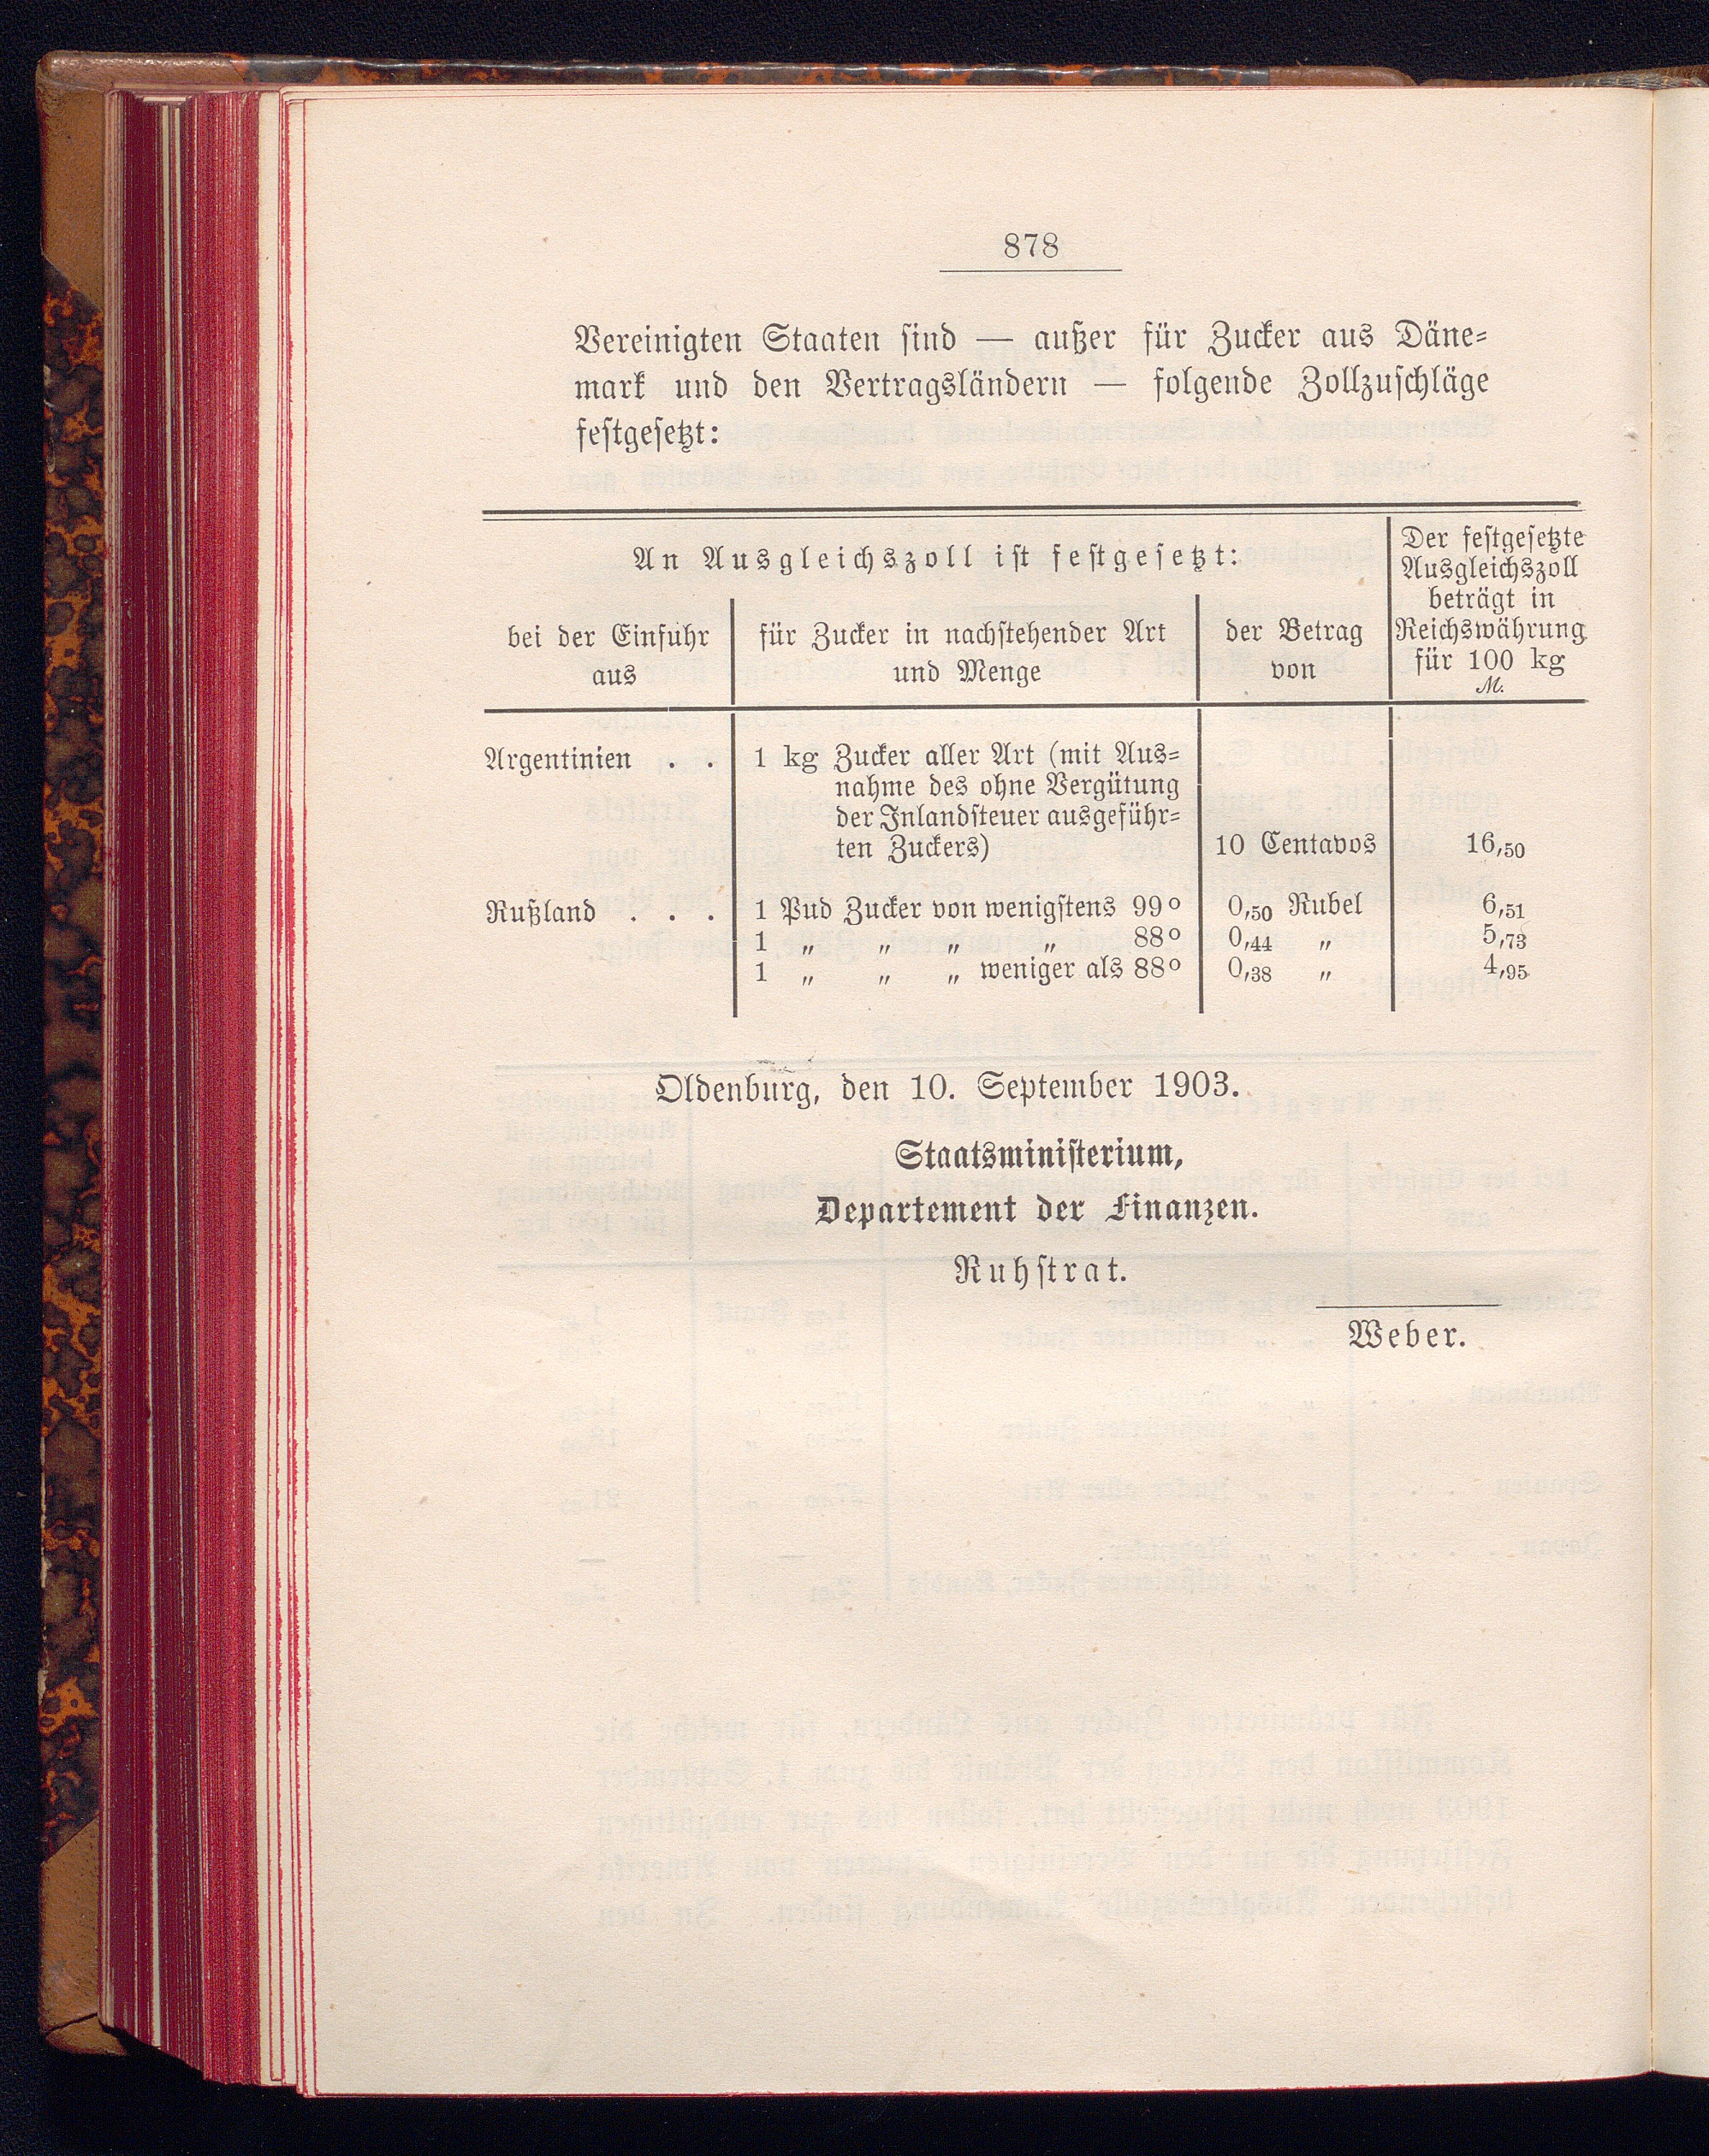 878
Vereinigten Staaten sind — außer für Zucker aus Däne=
mark und den Vertragsländern — folgende Zollzuschläge
festgesetzt:
An Ausgleichszoll ist festgesetzt:
Der festgesetzte
Ausgleichszoll
beträgt in
Reichswährung
für 100 kg
M.
bei der Einfuhr
aus
für Zucker in nachstehender Art
und Menge
der Betrag
von
Argentinien . . 1 kg Zucker aller Art (mit Aus=
nahme des ohne Vergütung
der Inlandsteuer ausgeführ=
ten Zuckers) 10 Centavos 16,50
Rußland . . . 1 Pud Zucker von wenigstens 99° 0,50 Rubel 6,51
1 „ „ „ „ 88° 0,44 „ 5,73
1 „ „ „ weniger als 88° 0,38 „ 4,95
Oldenburg, den 10. September 1903.
Staatsministerium,
Departement der Finanzen.
Ruhstrat.
Weber.